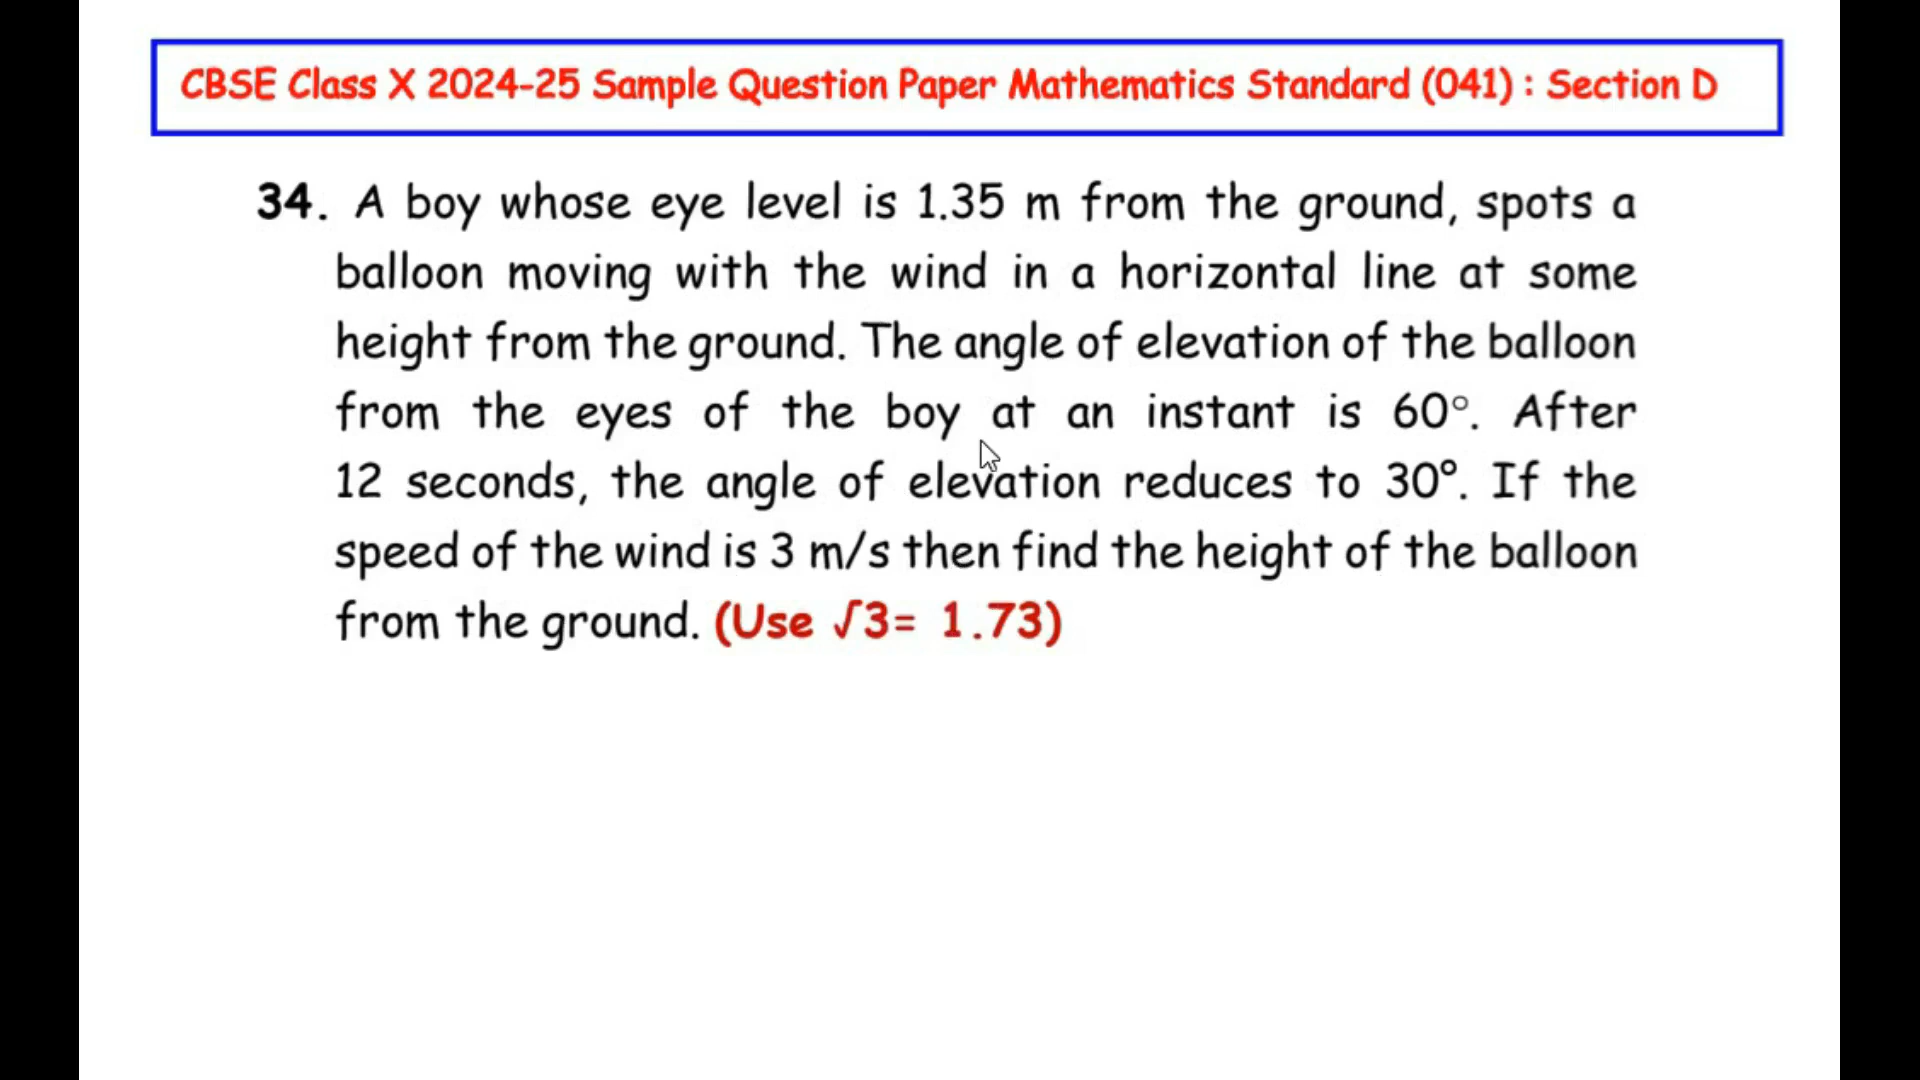 CBSE Class X 2024-25 Sample Question Paper Mathematics Standard (041) : Section D
34. A boy whose eye level is 1.35 m from the ground, spots a
balloon moving with the wind in a horizontal line at some
height from the ground. The angle of elevation of the balloon
from the eyes of the boy at an instant is 60°. After
12 seconds, the angle of elevation reduces to 30°. If the
speed of the wind is 3 m/s then find the height of the balloon
from the ground. (Use √3= 1.73)